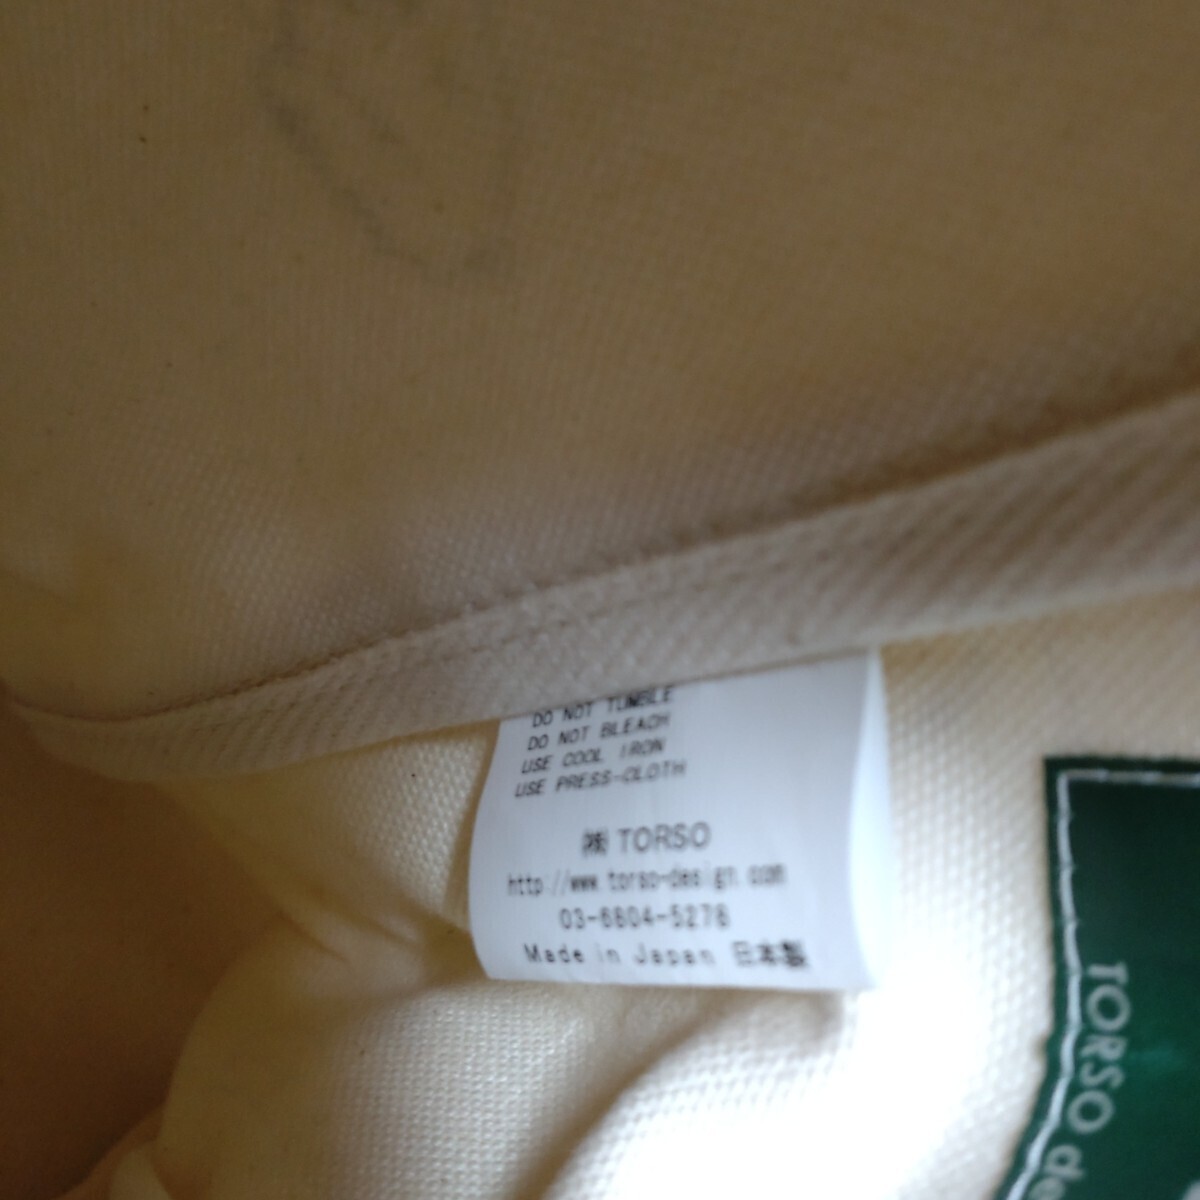 DO NOT TUMBLE
DO NOT BLEACH
USE COOL IRON
USE PRESS-CLOTH
㈱ TORSO
http://www.torso-design.com
03-6804-5278
Made in Japan 日本製
TORSO de